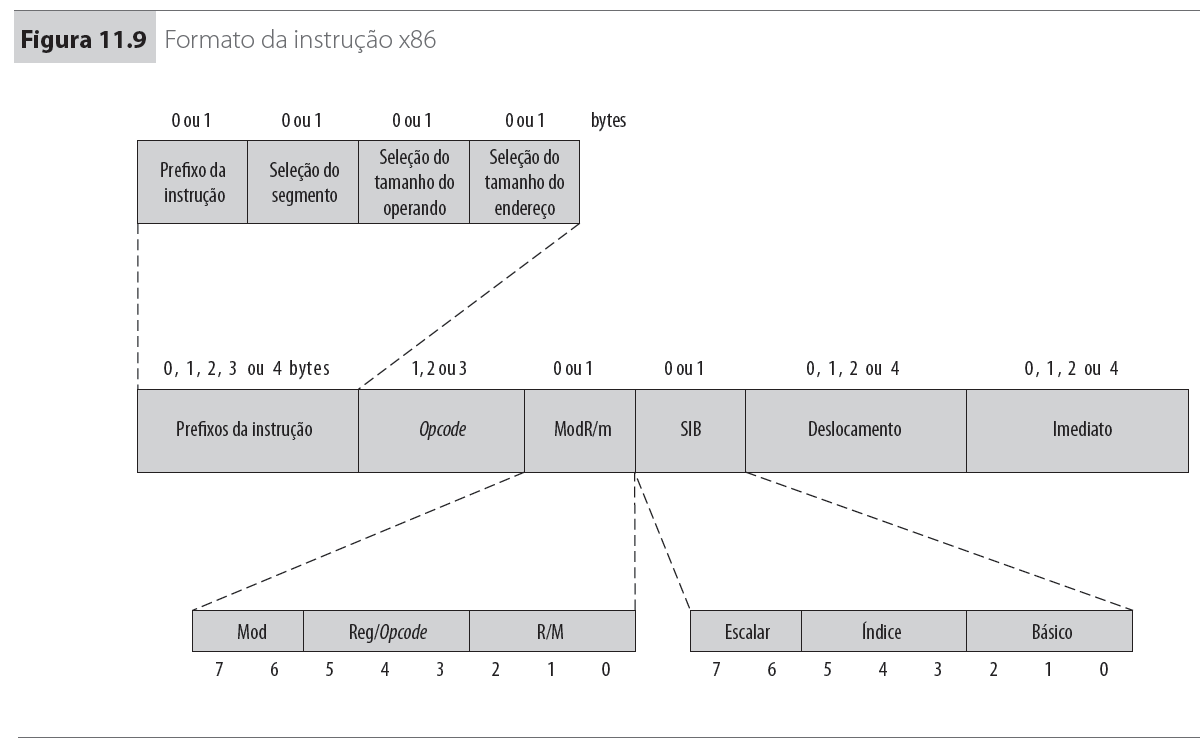 Figura 11.9 Formato da instrução x86
0 ou 1 0 ou 1 0 ou 1 0 ou 1 bytes
Prefixo da
instrução
Seleção do
segmento
Seleção do
tamanho do
operando
Seleção do
tamanho do
endereço
0, 1, 2, 3 ou 4 bytes 1, 2 ou 3 0 ou 1 0 ou 1 0, 1, 2 ou 4 0, 1, 2 ou 4
Prefixos da instrução Opcode ModR/m SIB Deslocamento Imediato
Mod Reg/Opcode R/M Escalar Índice Básico
7 6 5 4 3 2 1 0 7 6 5 4 3 2 1 0